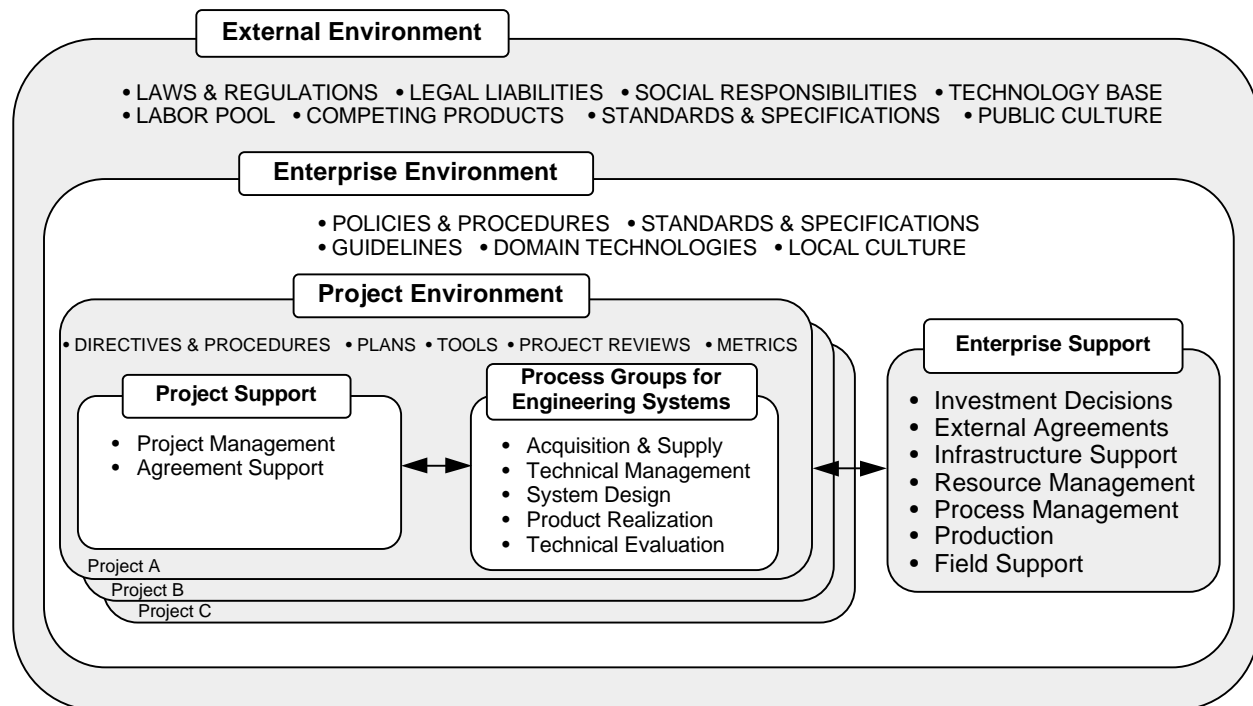 External Environment
• LAWS & REGULATIONS • LEGAL LIABILITIES • SOCIAL RESPONSIBILITIES • TECHNOLOGY BASE
• LABOR POOL • COMPETING PRODUCTS • STANDARDS & SPECIFICATIONS • PUBLIC CULTURE
Enterprise Environment
• POLICIES & PROCEDURES • STANDARDS & SPECIFICATIONS
• GUIDELINES • DOMAIN TECHNOLOGIES • LOCAL CULTURE
Project Environment
• DIRECTIVES & PROCEDURES • PLANS • TOOLS • PROJECT REVIEWS • METRICS
Project Support
• Project Management
• Agreement Support
Process Groups for
Engineering Systems
• Acquisition & Supply
• Technical Management
• System Design
• Product Realization
• Technical Evaluation
Project A
Project B
Project C
Enterprise Support
• Investment Decisions
• External Agreements
• Infrastructure Support
• Resource Management
• Process Management
• Production
• Field Support